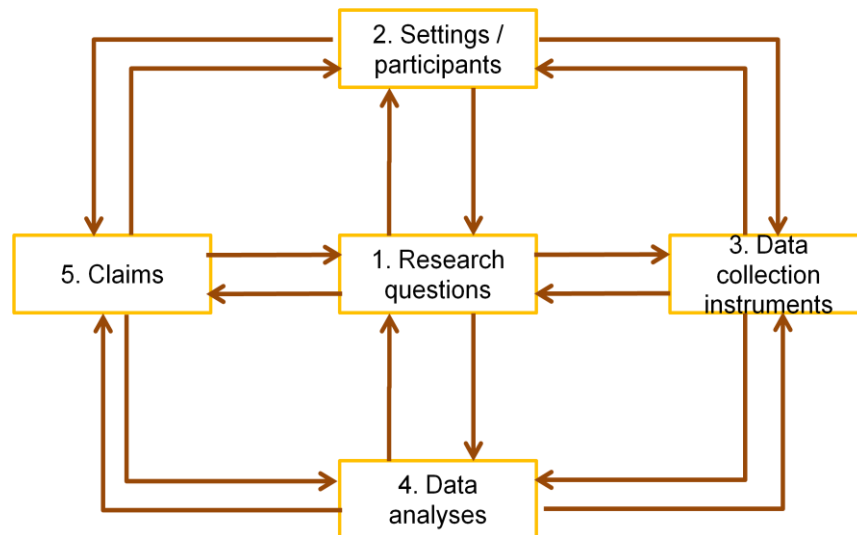 2. Settings /
participants
5. Claims
1. Research
questions
3. Data
collection
instruments
4. Data
analyses